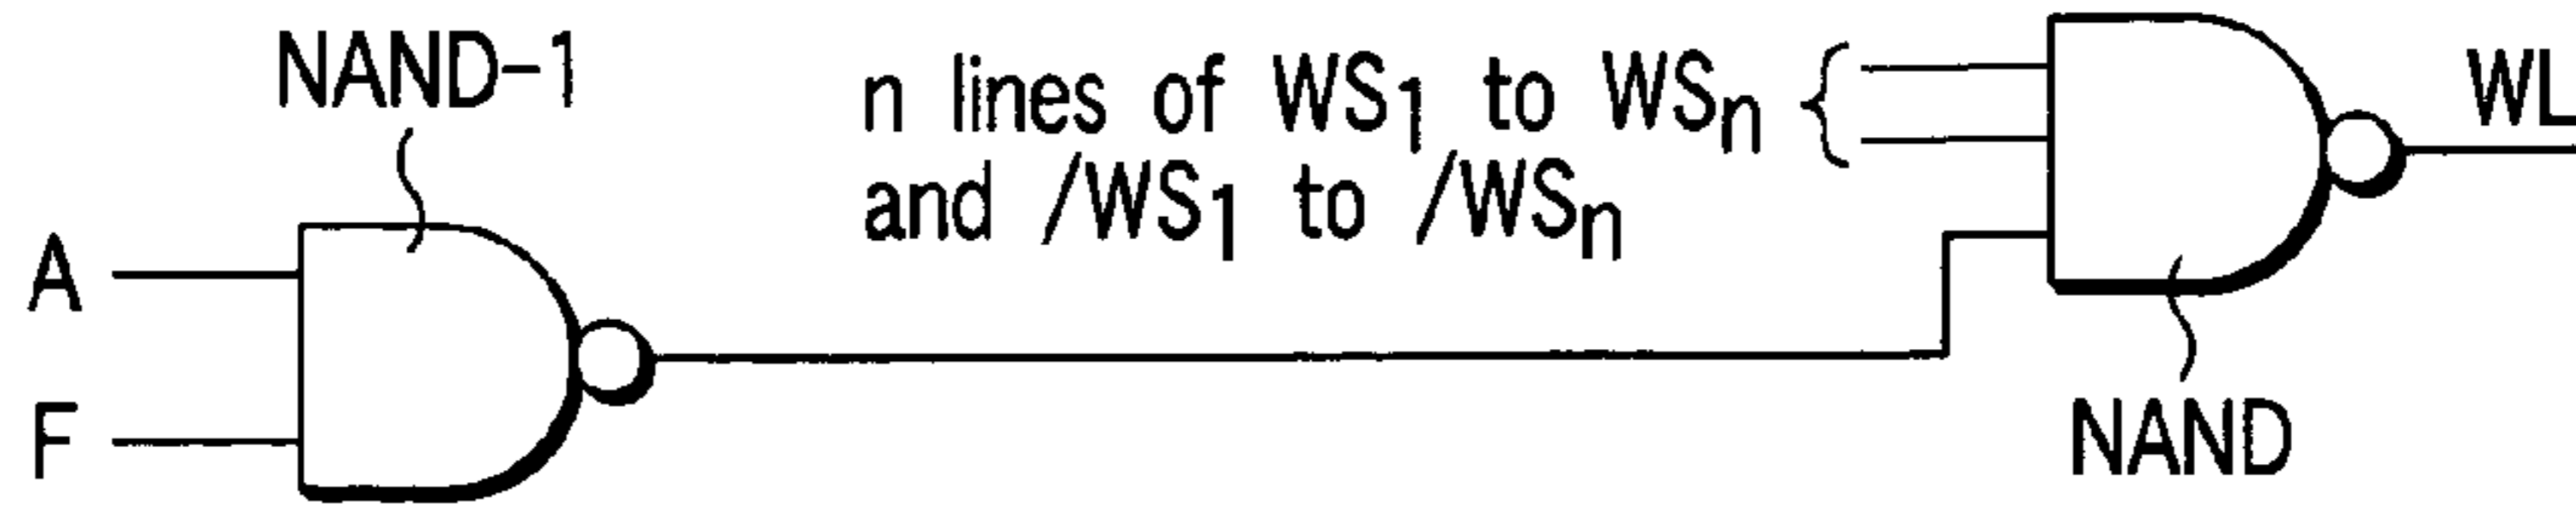 NAND-1
n lines of WS1 to WSn
and /WS1 to /WSn
WL
A
F
NAND